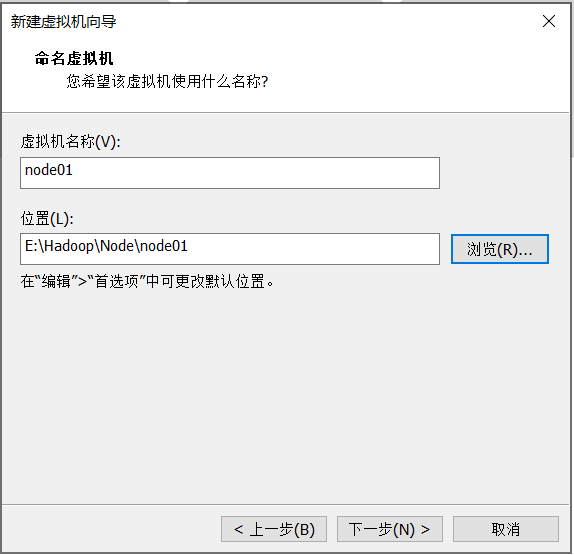 新建虚拟机向导
命名虚拟机
您希望该虚拟机使用什么名称?
虚拟机名称(V):
node01
位置(L):
E:\Hadoop\Node\node01
浏览(R)...
在“编辑”>“首选项”中可更改默认位置。
< 上一步(B)
下一步(N) >
取消